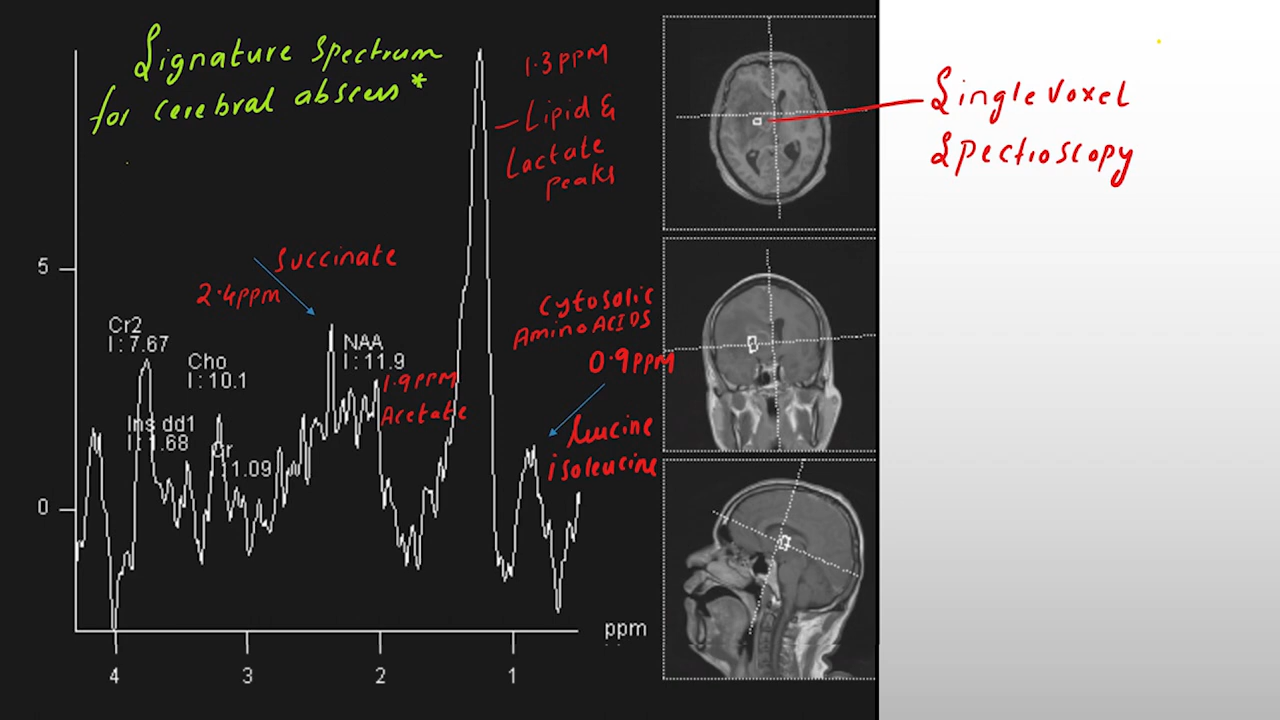 Signature Spectrum
for cerebral abscess *
1.3 PPM
Lipid &
Lactate
Peaks
Single Voxel
Spectroscopy
5
Succinate
2.4ppm
Cytosolic
Amino ACIDS
0.9PPM
Leucine
isoleucine
Cr2
I : 7.67
Cho
I : 10.1
NAA
I : 11.9
1.9PPM
Acetate
Ins dd1
I : 1.68
Cr
1.09
0
ppm
4 3 2 1